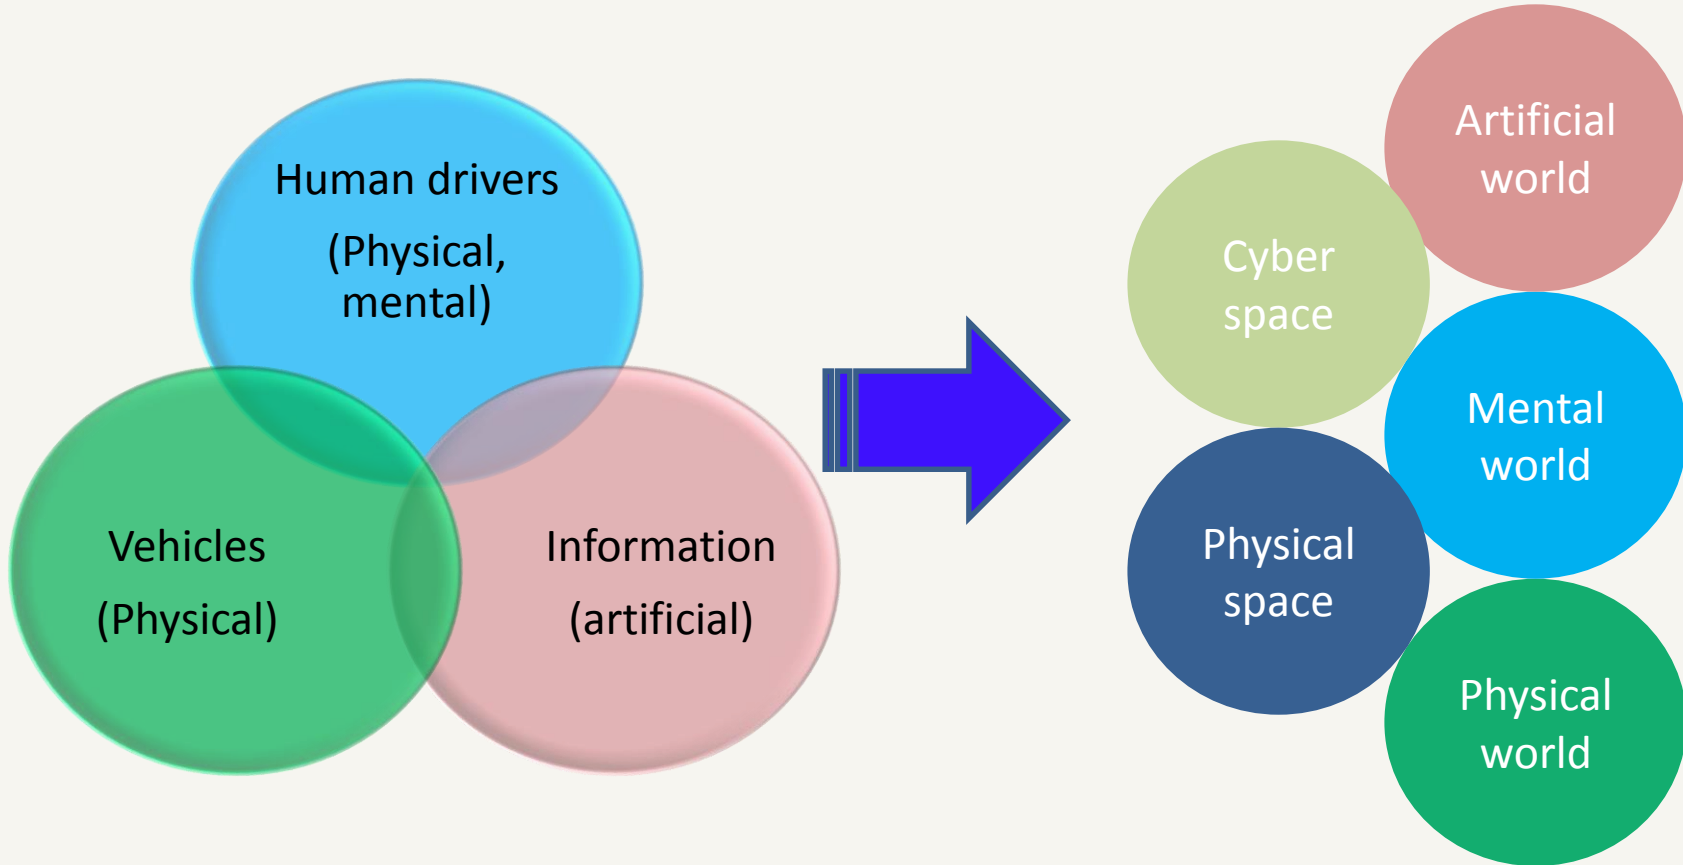 Human drivers
(Physical,
mental)
Vehicles
(Physical)
Information
(artificial)
Artificial
world
Cyber
space
Mental
world
Physical
space
Physical
world